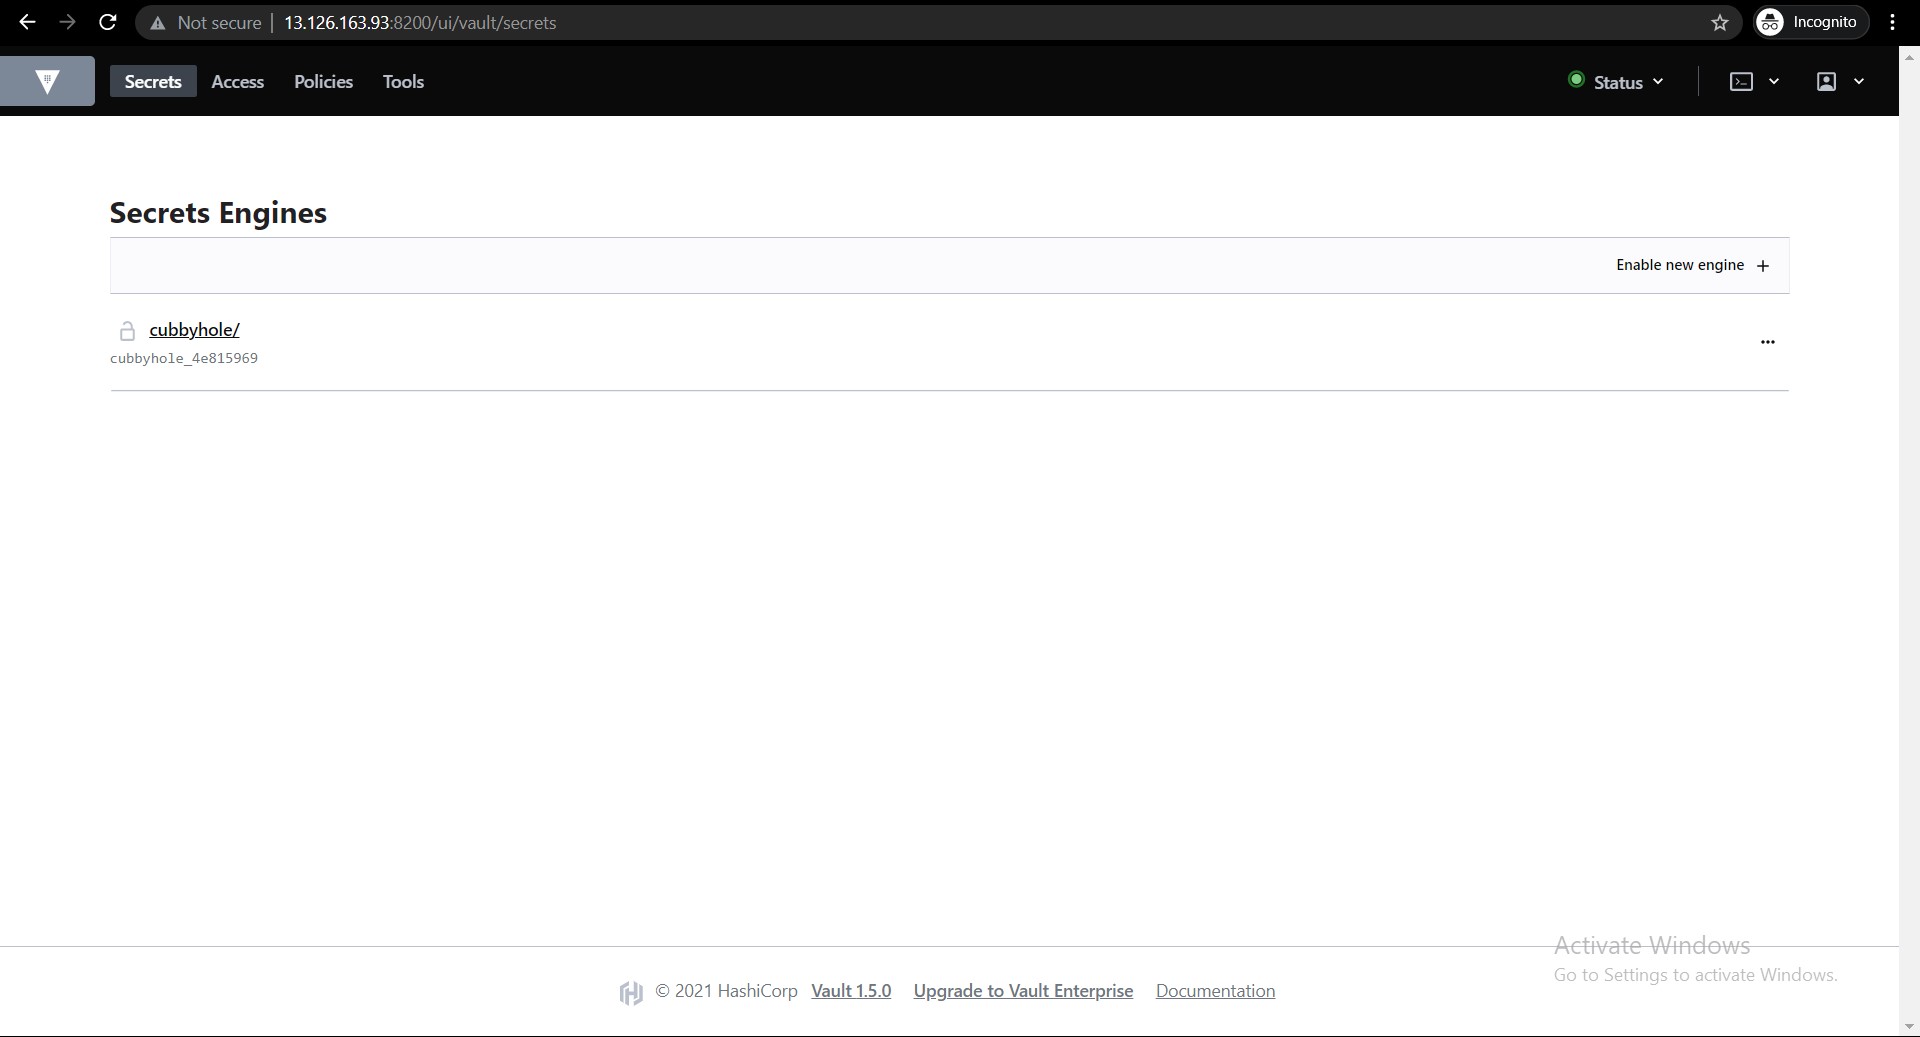 Not secure | 13.126.163.93:8200/ui/vault/secrets Incognito
Secrets Access Policies Tools Status
Secrets Engines
Enable new engine +
cubbyhole/
cubbyhole_4e815969
Activate Windows
Go to Settings to activate Windows.
© 2021 HashiCorp Vault 1.5.0 Upgrade to Vault Enterprise Documentation